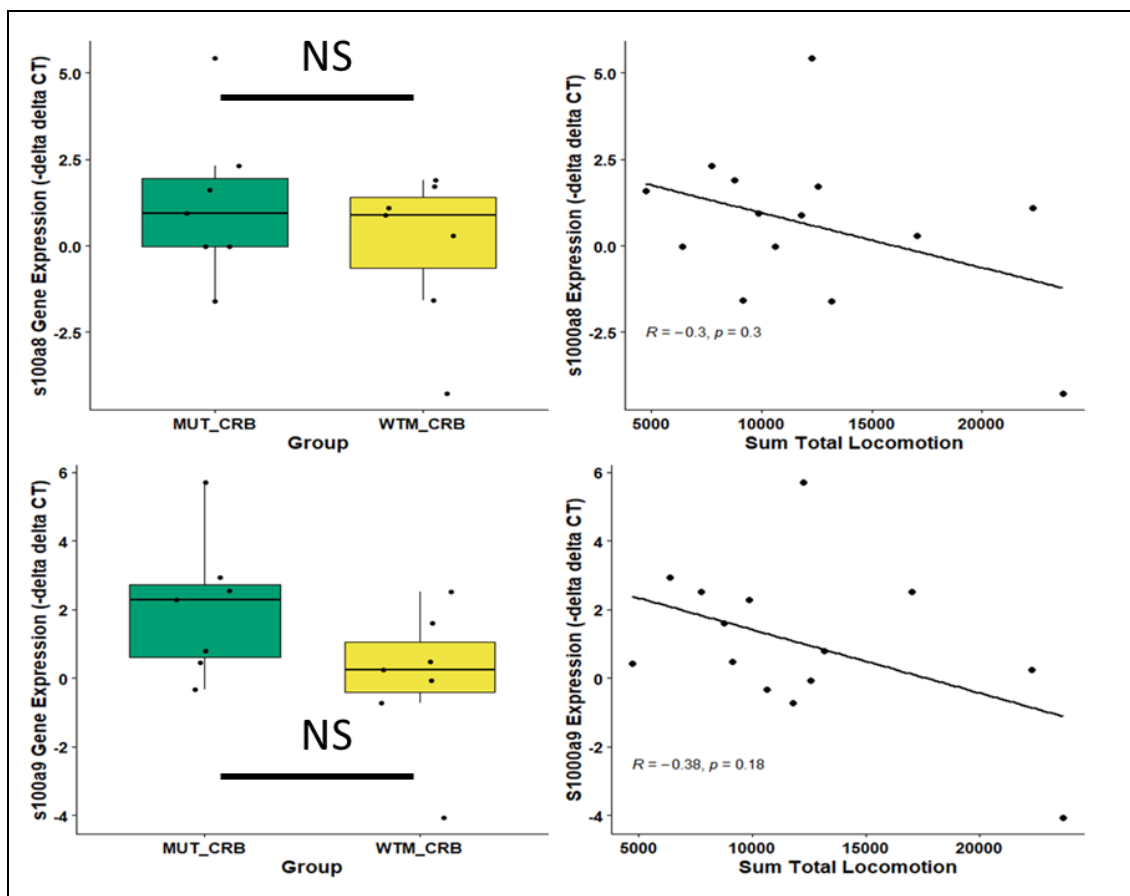 s100a8 Gene Expression (-delta delta CT)
5.0
2.5
0.0
-2.5
NS
MUT_CRB
WTM_CRB
Group
s1000a8 Expression (-delta delta CT)
5.0
2.5
0.0
-2.5
R = −0.3, p = 0.3
5000
10000
15000
20000
Sum Total Locomotion
s100a9 Gene Expression (-delta delta CT)
6
4
2
0
-2
-4
NS
MUT_CRB
WTM_CRB
Group
S1000a9 Expression (-delta delta CT)
6
4
2
0
-2
-4
R = −0.38, p = 0.18
5000
10000
15000
20000
Sum Total Locomotion